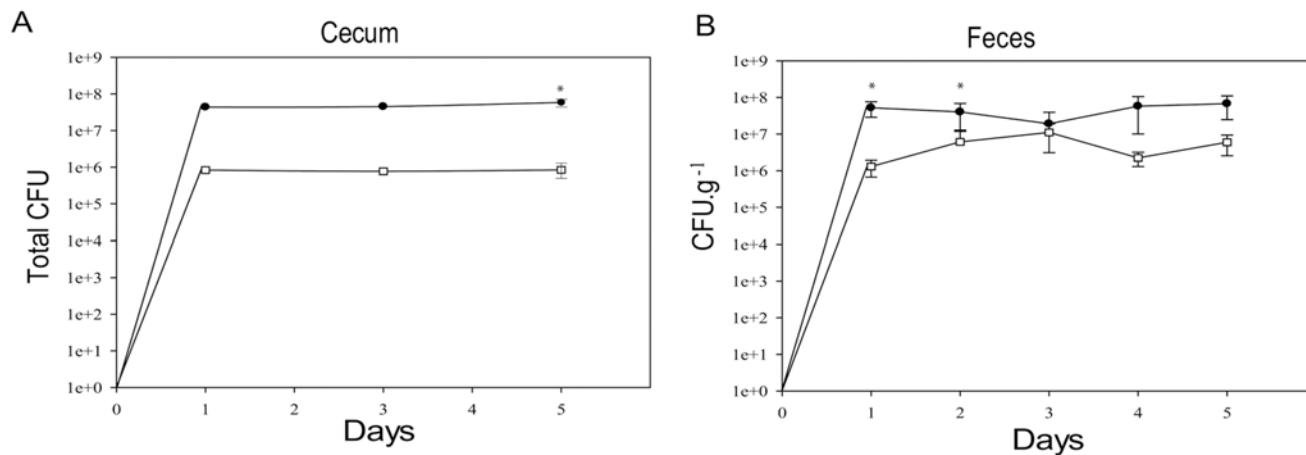 A
Cecum
1e+9
1e+8
1e+7
1e+6
1e+5
1e+4
1e+3
1e+2
1e+1
1e+0
Total CFU
*
0 1 2 3 4 5
Days
B
Feces
1e+9
1e+8
1e+7
1e+6
1e+5
1e+4
1e+3
1e+2
1e+1
1e+0
CFU.g⁻¹
* *
0 1 2 3 4 5
Days